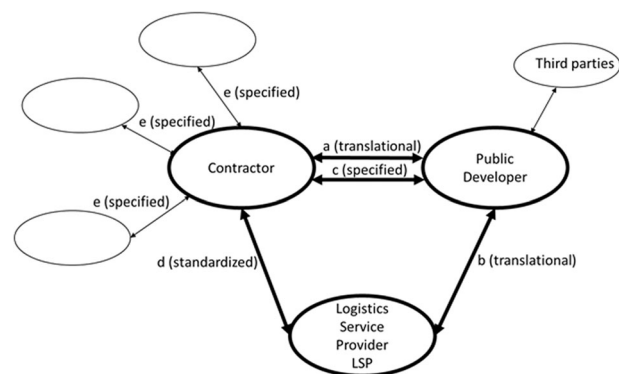 Third parties
e (specified)
e (specified)
a (translational)
Public
Developer
Contractor
c (specified)
e (specified)
d (standardized)
b (translational)
Logistics
Service
Provider
LSP